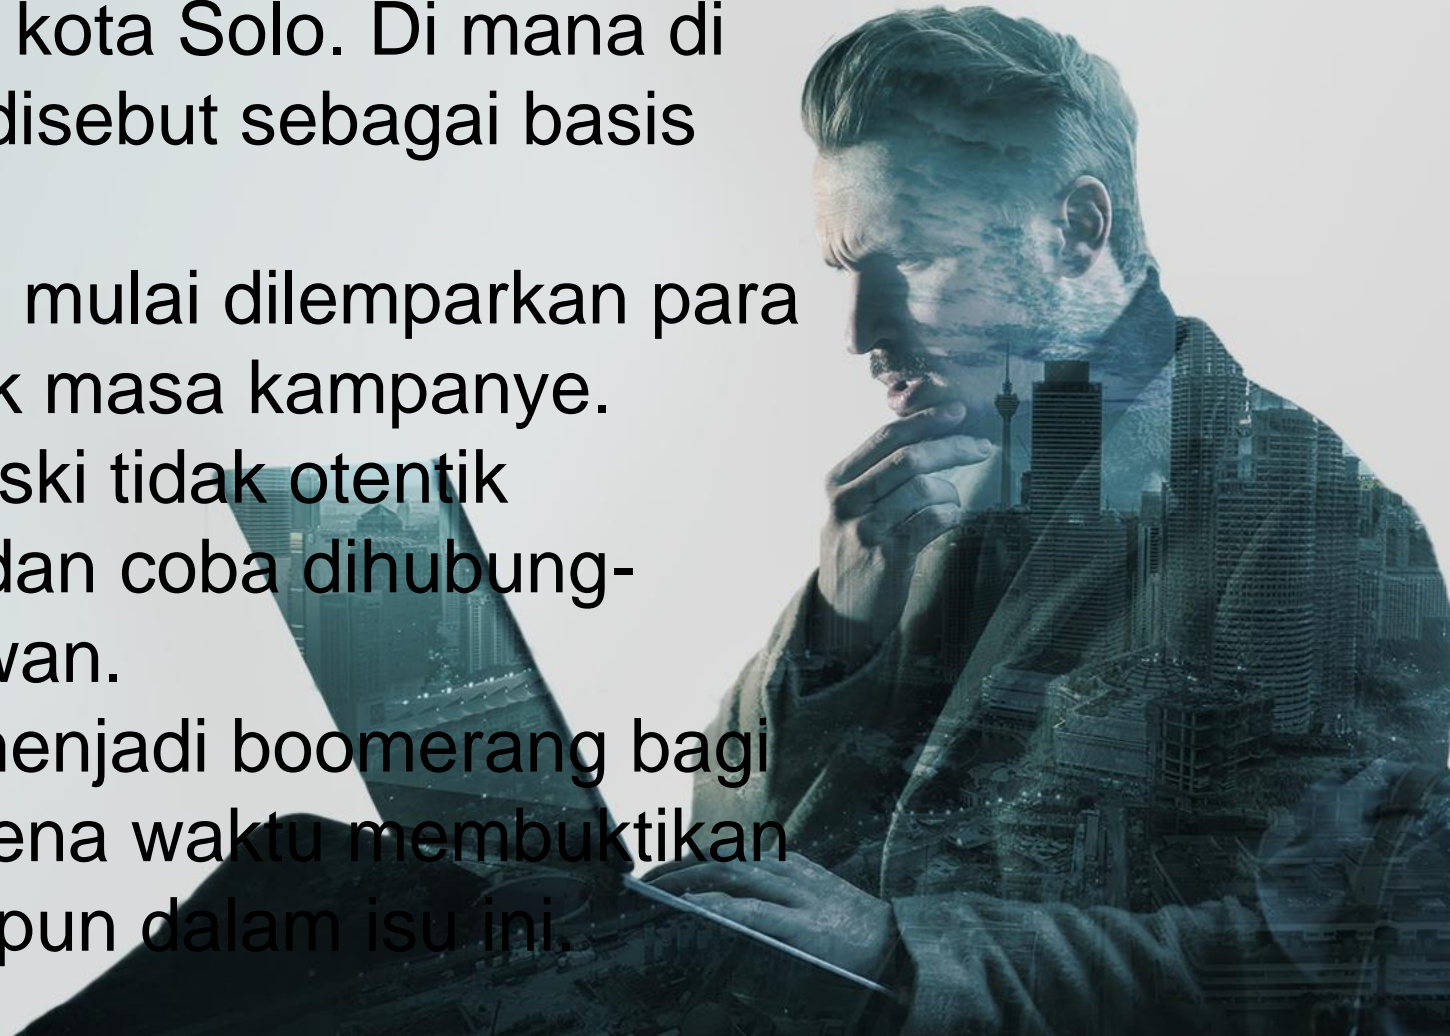 kota Solo. Di mana di
disebut sebagai basis
mulai dilemparkan para
k masa kampanye.
ski tidak otentik
dan coba dihubung-
wan.
menjadi boomerang bagi
ena waktu membuktikan
pun dalam isu ini.